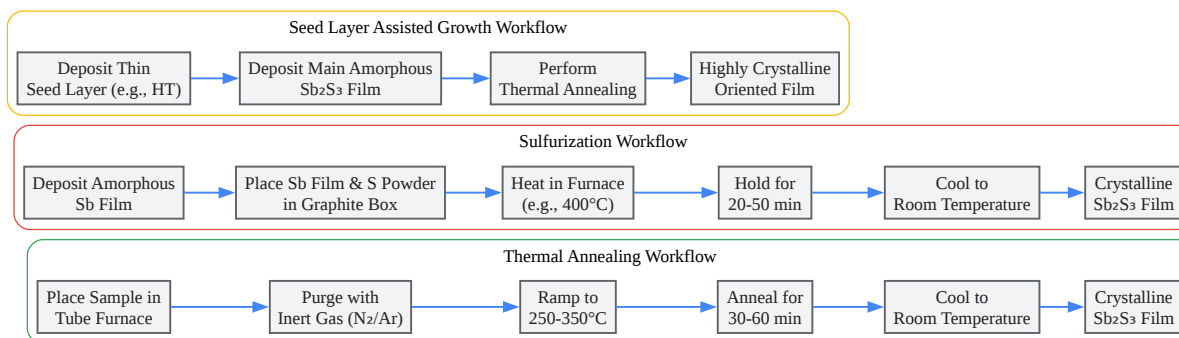 Seed Layer Assisted Growth Workflow
Deposit Thin
Seed Layer (e.g., HT)
Deposit Main Amorphous
Sb₂S₃ Film
Perform
Thermal Annealing
Highly Crystalline
Oriented Film
Sulfurization Workflow
Deposit Amorphous
Sb Film
Place Sb Film & S Powder
in Graphite Box
Heat in Furnace
(e.g., 400°C)
Hold for
20-50 min
Cool to
Room Temperature
Crystalline
Sb₂S₃ Film
Thermal Annealing Workflow
Place Sample in
Tube Furnace
Purge with
Inert Gas (N₂/Ar)
Ramp to
250-350°C
Anneal for
30-60 min
Cool to
Room Temperature
Crystalline
Sb₂S₃ Film